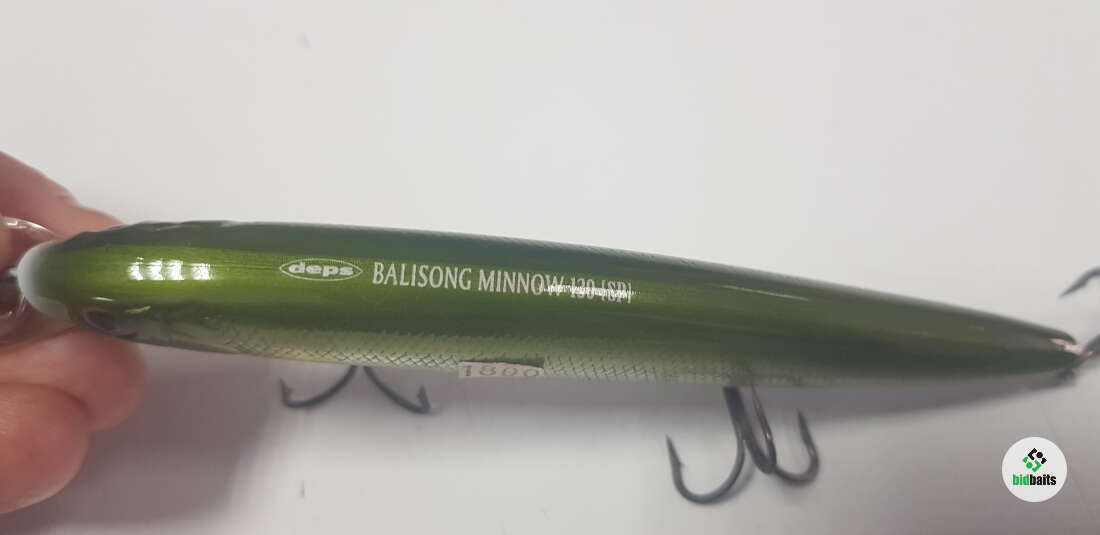 deps BALISONG MINNOW 130 [SP]
1800
bidbaits